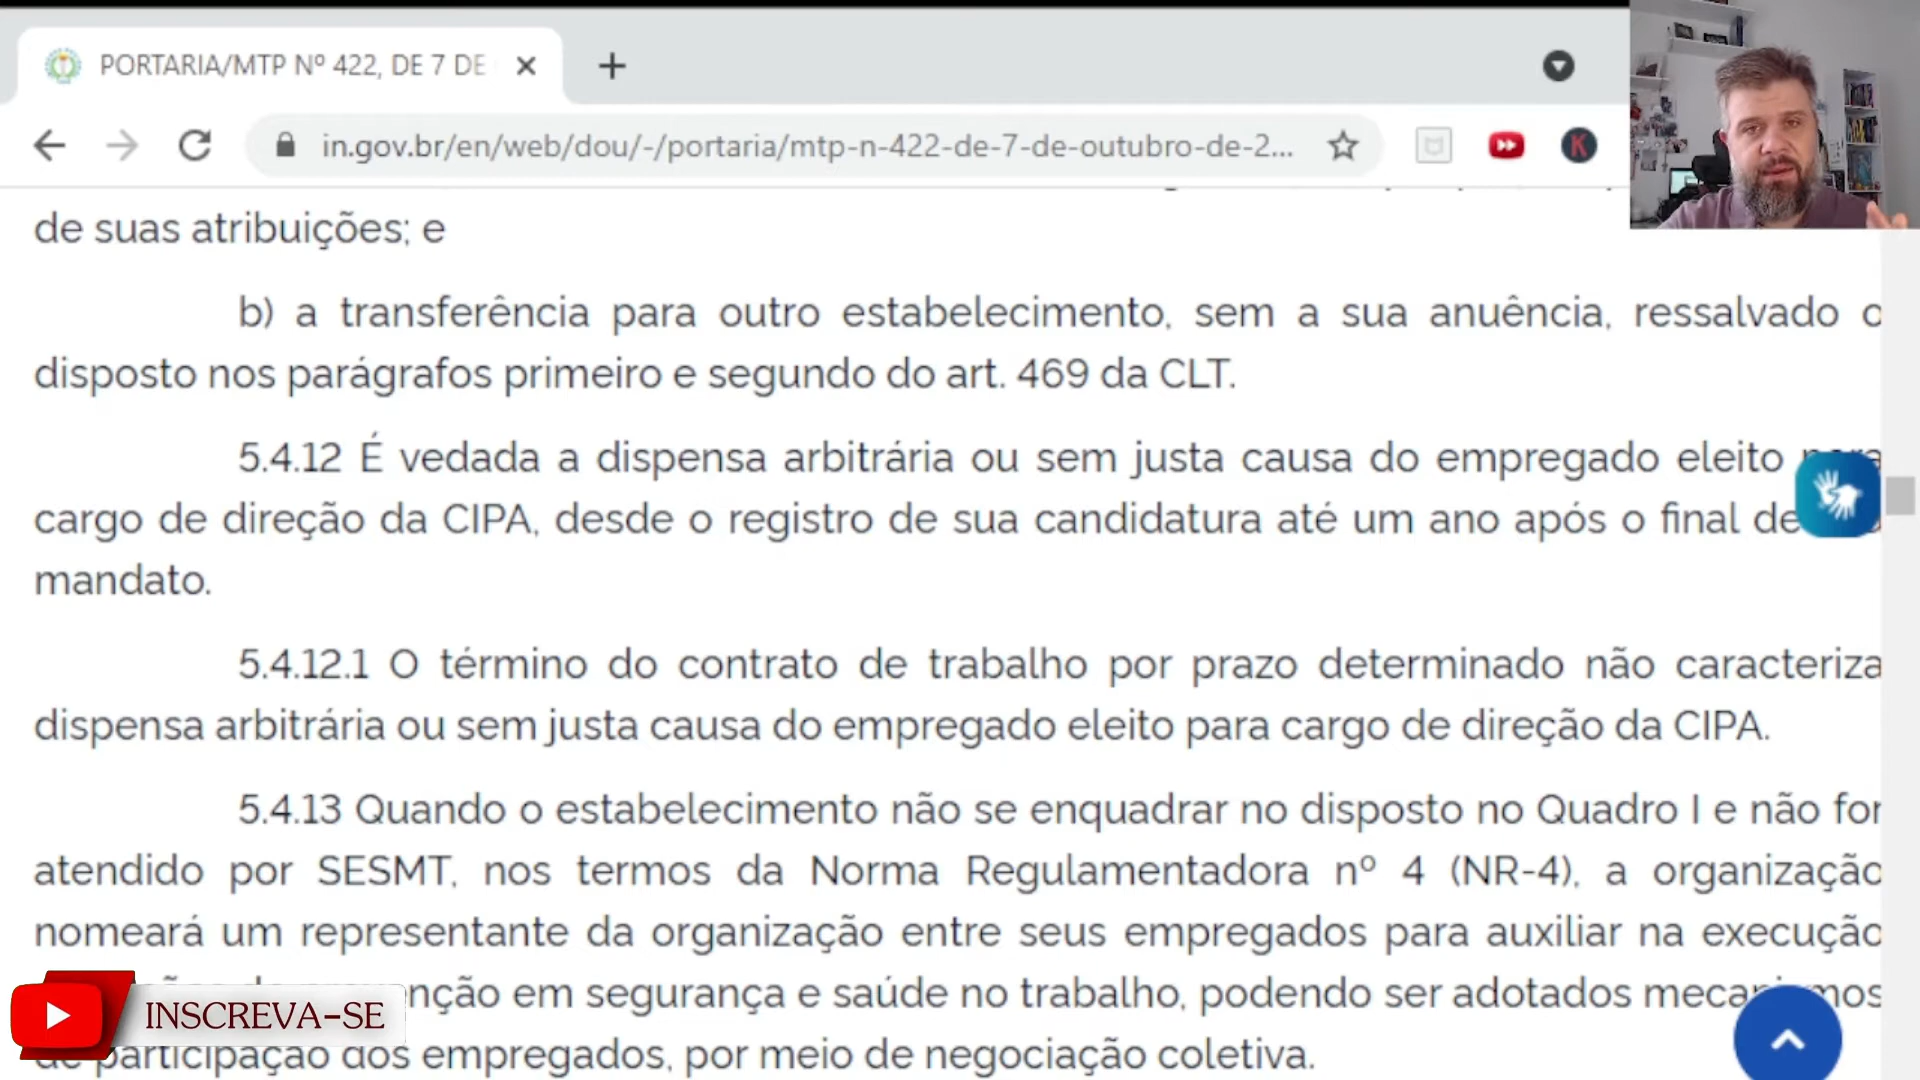 PORTARIA/MTP Nº 422, DE 7 DE
in.gov.br/en/web/dou/-/portaria/mtp-n-422-de-7-de-outubro-de-2...
de suas atribuições; e
b) a transferência para outro estabelecimento, sem a sua anuência, ressalvado o
disposto nos parágrafos primeiro e segundo do art. 469 da CLT.
5.4.12 É vedada a dispensa arbitrária ou sem justa causa do empregado eleito para
cargo de direção da CIPA, desde o registro de sua candidatura até um ano após o final de
mandato.
5.4.12.1 O término do contrato de trabalho por prazo determinado não caracteriza
dispensa arbitrária ou sem justa causa do empregado eleito para cargo de direção da CIPA.
5.4.13 Quando o estabelecimento não se enquadrar no disposto no Quadro I e não for
atendido por SESMT, nos termos da Norma Regulamentadora nº 4 (NR-4), a organização
nomeará um representante da organização entre seus empregados para auxiliar na execução
em segurança e saúde no trabalho, podendo ser adotados mecanismos
de participação dos empregados, por meio de negociação coletiva.
INSCREVA-SE
K